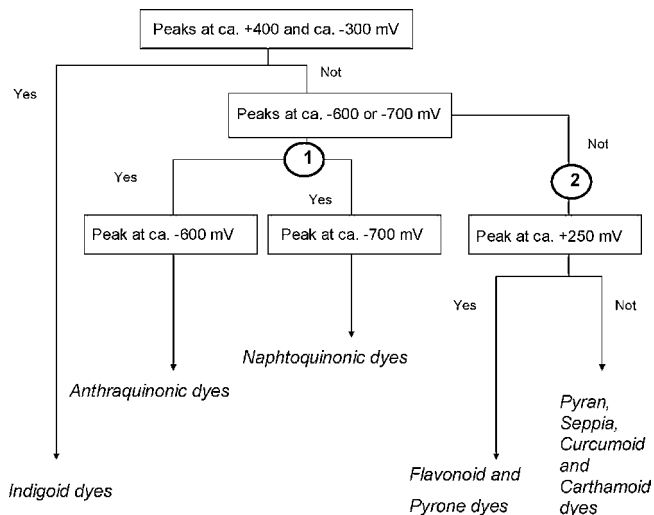 Peaks at ca. +400 and ca. -300 mV
Yes
Not
Peaks at ca. -600 or -700 mV
1
Not
2
Yes
Yes
Peak at ca. -600 mV
Peak at ca. -700 mV
Peak at ca. +250 mV
Yes
Not
Naphtoquinonic dyes
Anthraquinonic dyes
Pyran,
Seppia,
Curcumoid
and
Carthamoid
dyes
Flavonoid and
Pyrone dyes
Indigoid dyes